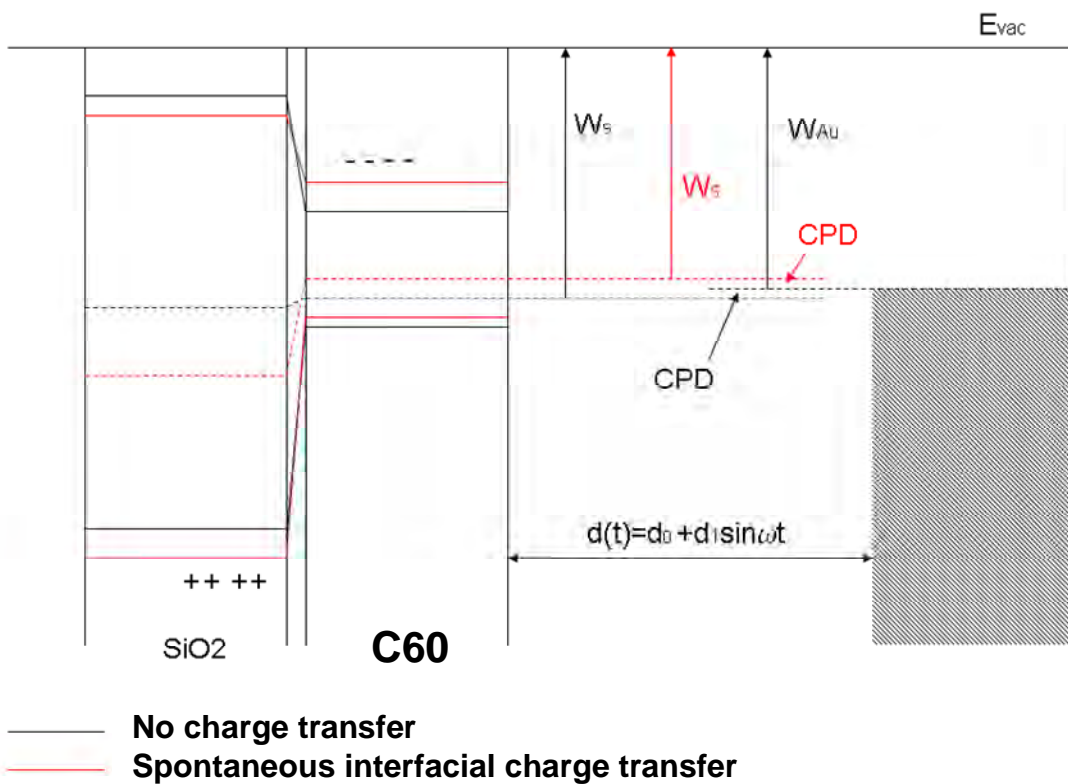 Evac
Ws
WAu
Ws
CPD
CPD
d(t)=d0+d1sinωt
- - - -
++ ++
SiO2
C60
No charge transfer
Spontaneous interfacial charge transfer